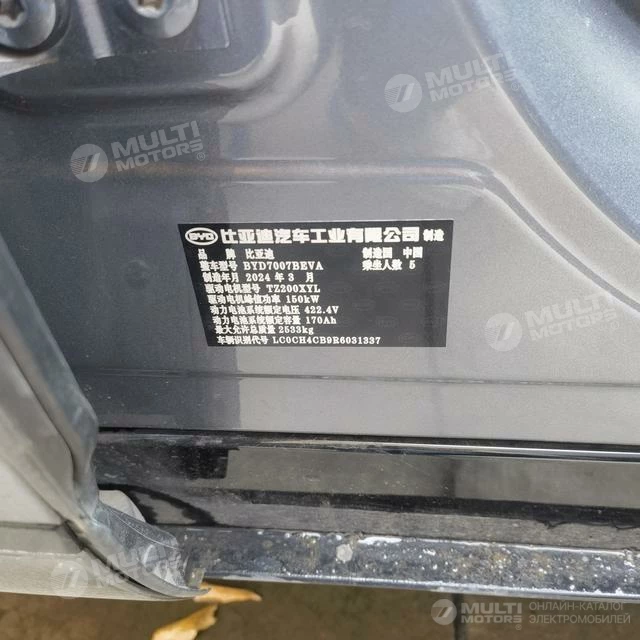 MULTI
MOTORS®
MULTI
MOTORS
BYD 比亚迪汽车工业有限公司 制造
品 牌 比亚迪 制造国 中国
整车型号 BYD7007BEVA 乘坐人数 5
制造年月 2024 年 3 月
驱动电机型号 TZ200XYL
驱动电机峰值功率 150kW
动力电池系统额定电压 422.4V
动力电池系统额定容量 170Ah
最大允许总质量 2533kg
车辆识别代号 LC0CH4CB9R6031337
MULTI
MOTORS
MULTI
MOTORS
MULTI
MOTORS
ОНЛАЙН-КАТАЛОГ
ЭЛЕКТРОМОБИЛЕЙ